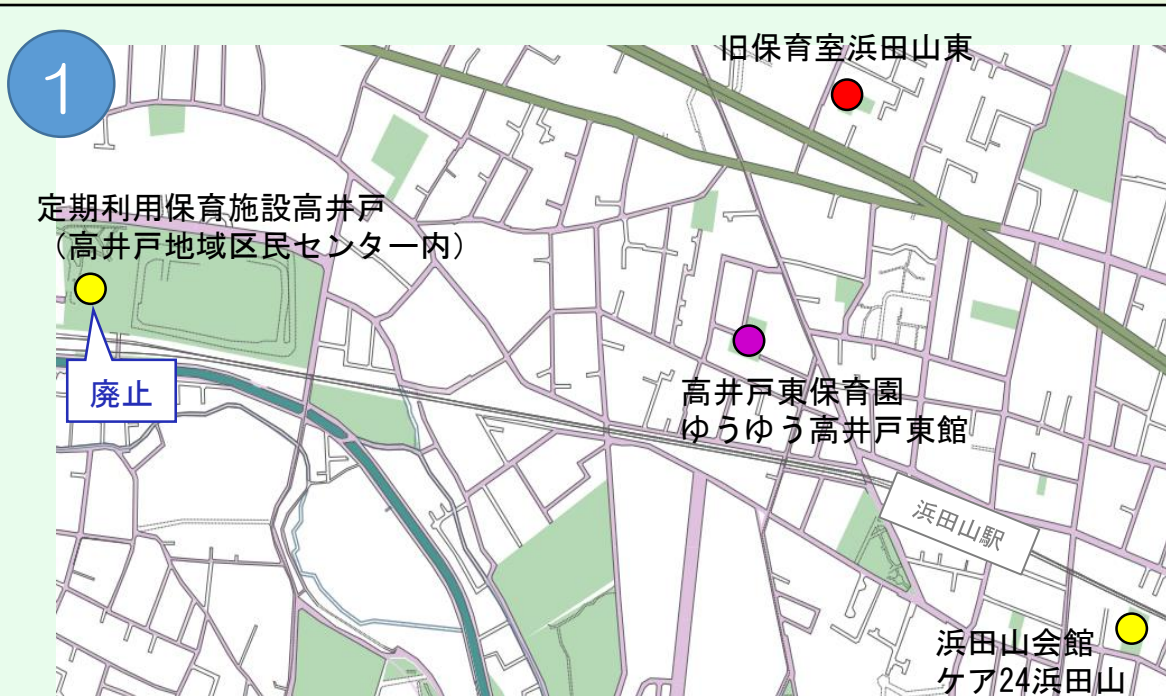 1
旧保育室浜田山東
定期利用保育施設高井戸
（高井戸地域区民センター内）
廃止
高井戸東保育園
ゆうゆう高井戸東館
浜田山駅
浜田山会館
ケア24浜田山